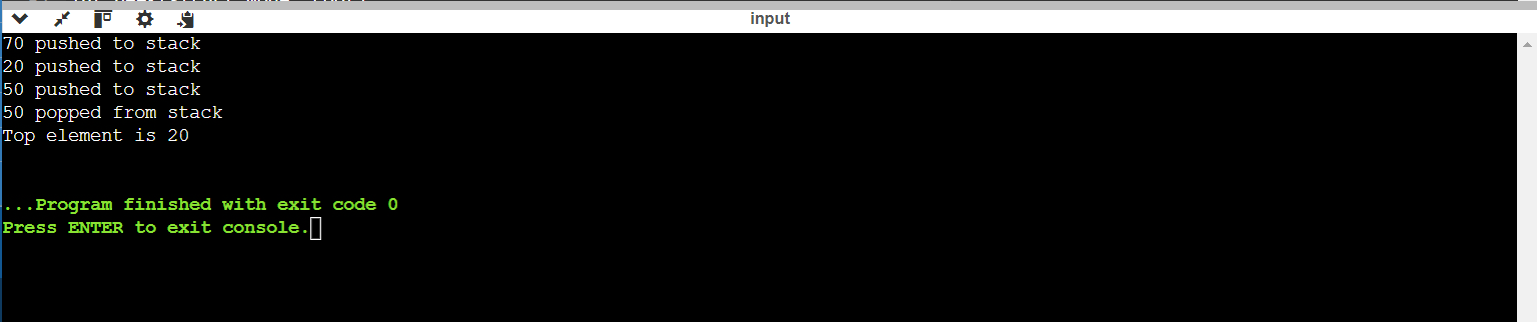 input
70 pushed to stack
20 pushed to stack
50 pushed to stack
50 popped from stack
Top element is 20
...Program finished with exit code 0
Press ENTER to exit console.